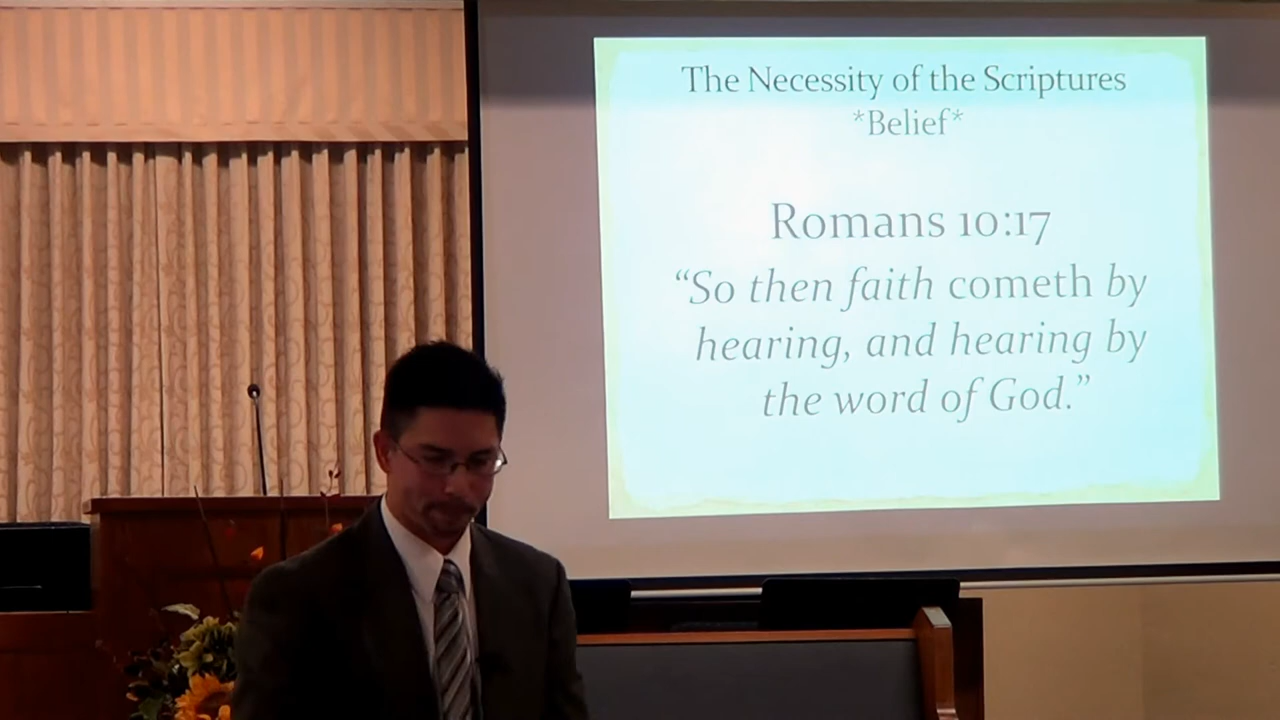 The Necessity of the Scriptures
*Belief*
Romans 10:17
“So then faith cometh by
hearing, and hearing by
the word of God.”